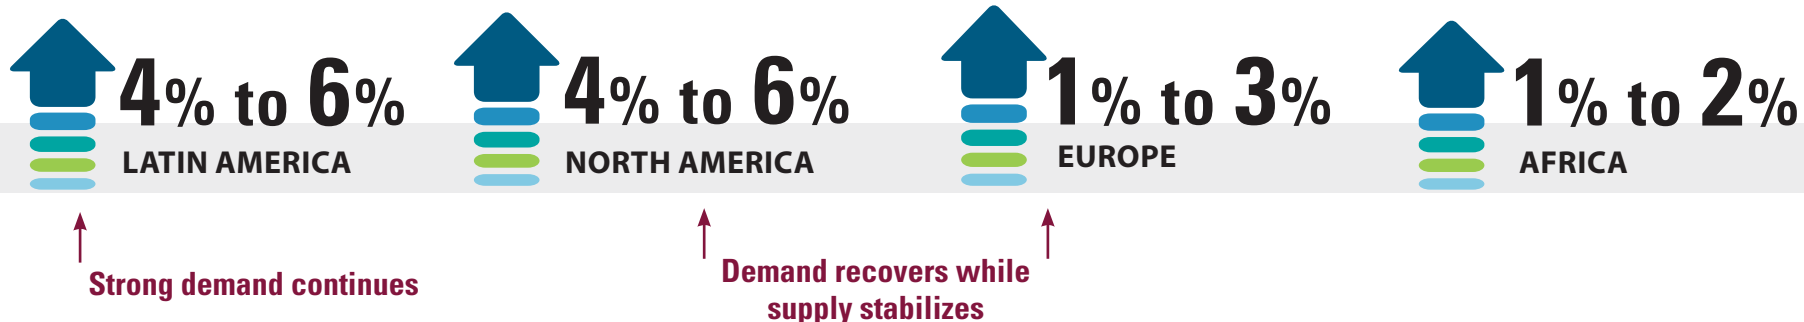 4% to 6%
LATIN AMERICA
4% to 6%
NORTH AMERICA
1% to 3%
EUROPE
1% to 2%
AFRICA
Strong demand continues
Demand recovers while
supply stabilizes